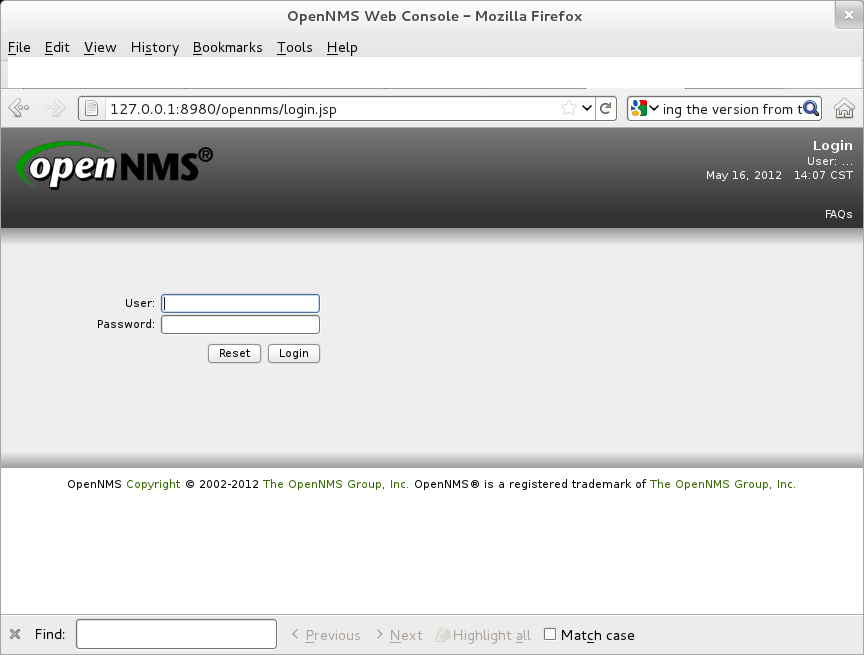 OpenNMS Web Console – Mozilla Firefox
File Edit View History Bookmarks Tools Help
127.0.0.1:8980/opennms/login.jsp ing the version from t
openNMS®
Login
User: ...
May 16, 2012 14:07 CST
FAQs
User:
Password:
Reset Login
OpenNMS Copyright © 2002-2012 The OpenNMS Group, Inc. OpenNMS® is a registered trademark of The OpenNMS Group, Inc.
Find: Previous Next Highlight all Match case